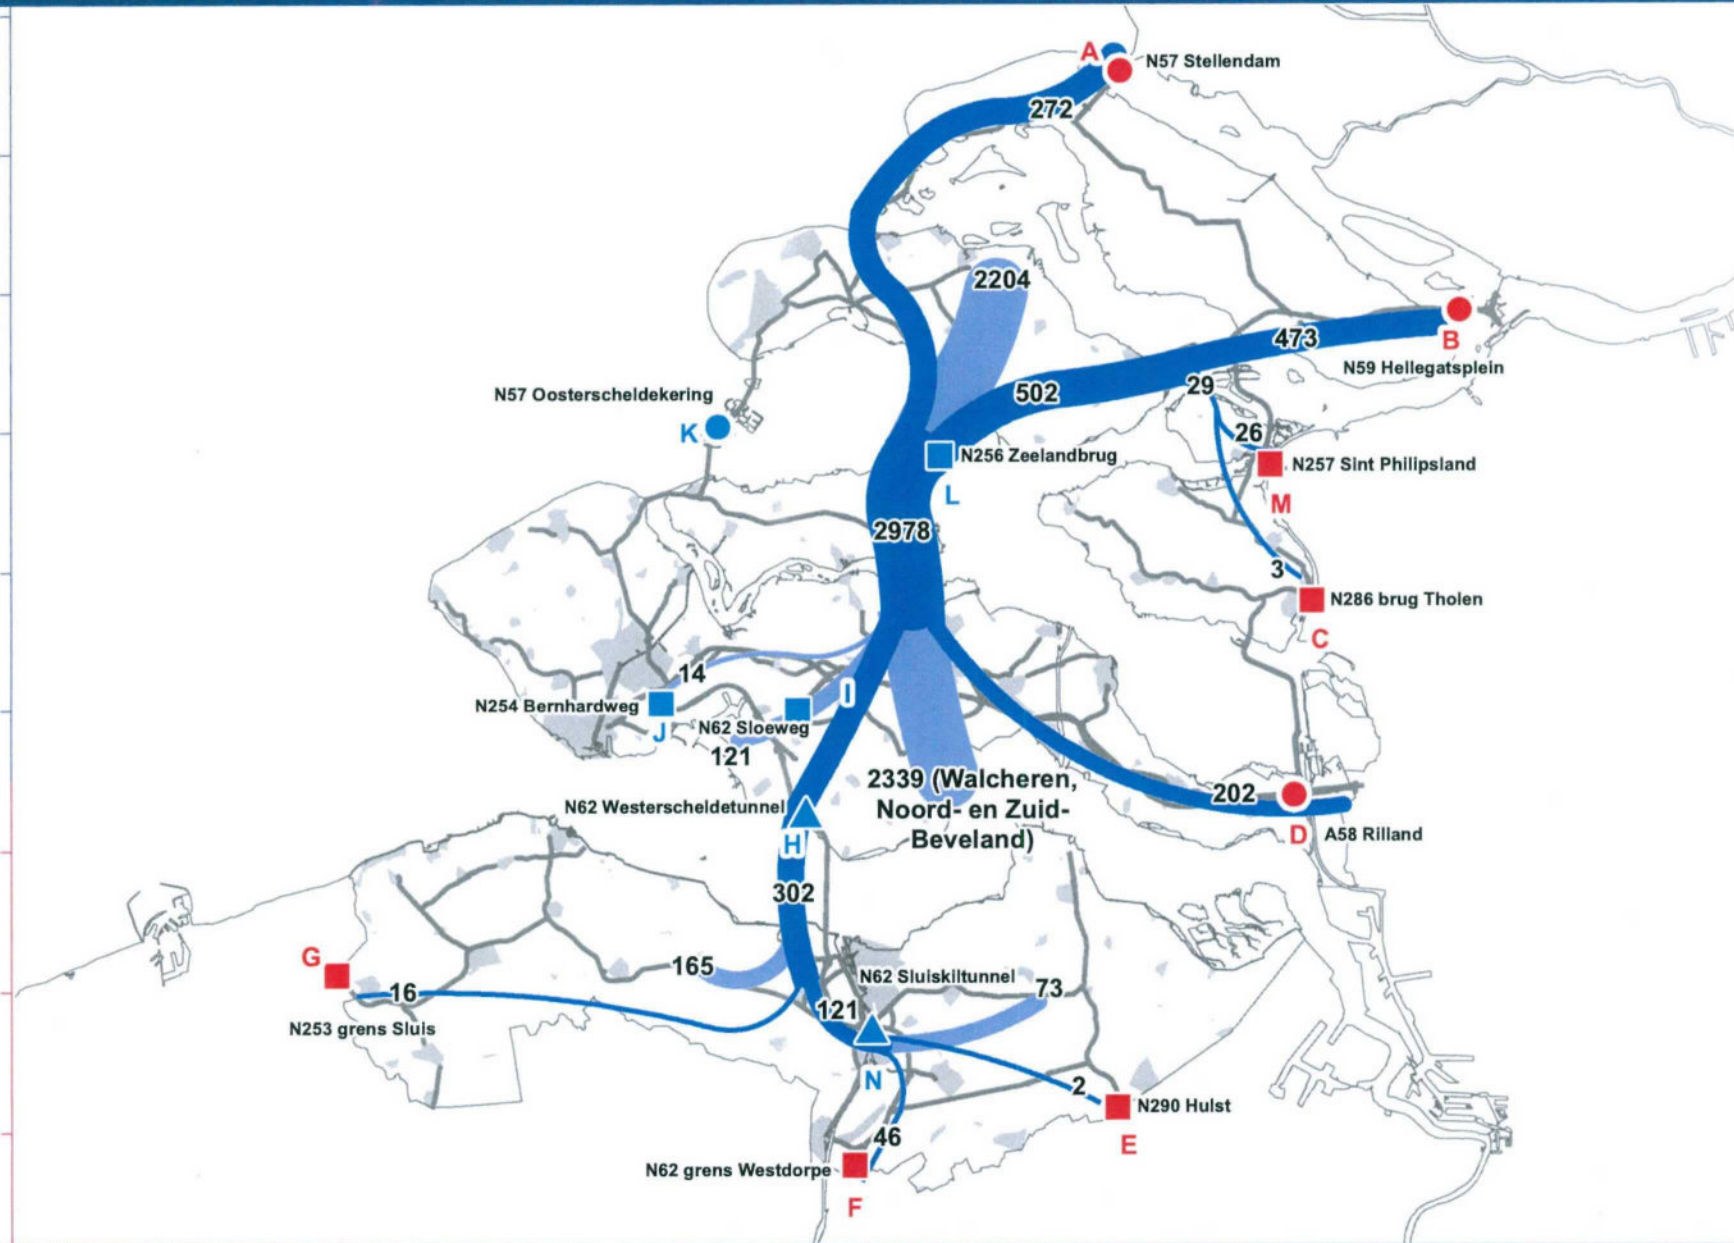 A
N57 Stellendam
272
2204
473
B
N59 Hellegatsplein
29
502
N57 Oosterscheldekering
K
26
N256 Zeelandbrug
N257 Sint Philipsland
L
M
2978
3
N286 brug Tholen
C
14
I
N254 Bernhardweg
J
N62 Sloeweg
121
2339 (Walcheren,
Noord- en Zuid-
Beveland)
N62 Westerscheldetunnel
H
202
D
A58 Rilland
302
G
165
N62 Sluiskiltunnel
73
16
121
N253 grens Sluis
N
2
N290 Hulst
E
46
N62 grens Westdorpe
F